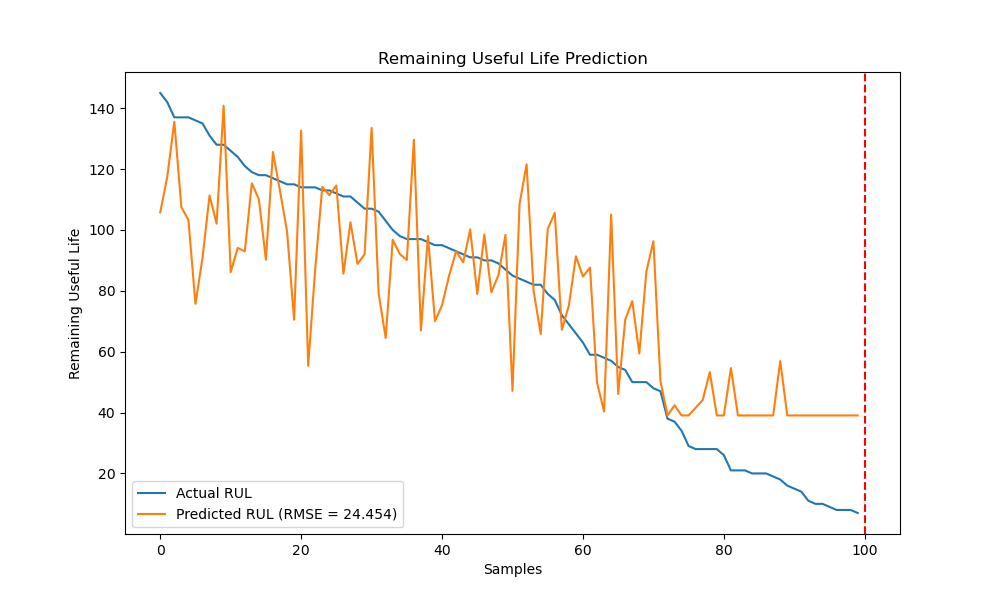 Remaining Useful Life Prediction
Remaining Useful Life
140
120
100
80
60
40
20
Actual RUL
Predicted RUL (RMSE = 24.454)
0
20
40
60
80
100
Samples